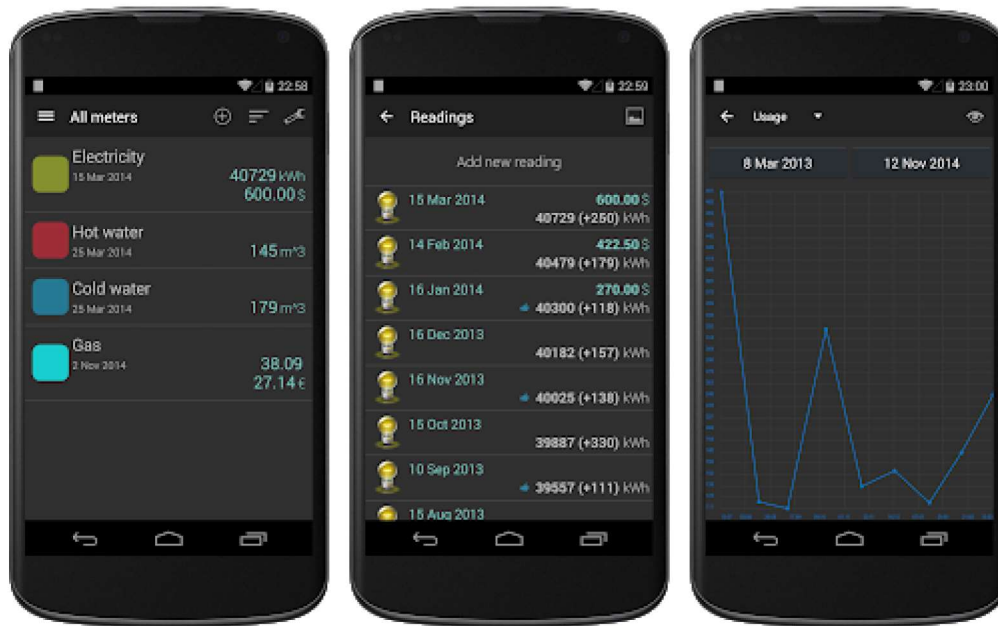 22:58
All meters
Electricity
15 Mar 2014
40729 kWh
600.00 $
Hot water
25 Mar 2014
145 m^3
Cold water
25 Mar 2014
179 m^3
Gas
2 Nov 2014
38.09
27.14 €
22:59
Readings
Add new reading
15 Mar 2014 600.00 $
40729 (+250) kWh
14 Feb 2014 422.50 $
40479 (+179) kWh
16 Jan 2014 270.00 $
40300 (+118) kWh
16 Dec 2013
40182 (+157) kWh
16 Nov 2013
40025 (+138) kWh
15 Oct 2013
39887 (+330) kWh
10 Sep 2013
39557 (+111) kWh
15 Aug 2013
23:00
Usage
8 Mar 2013 12 Nov 2014